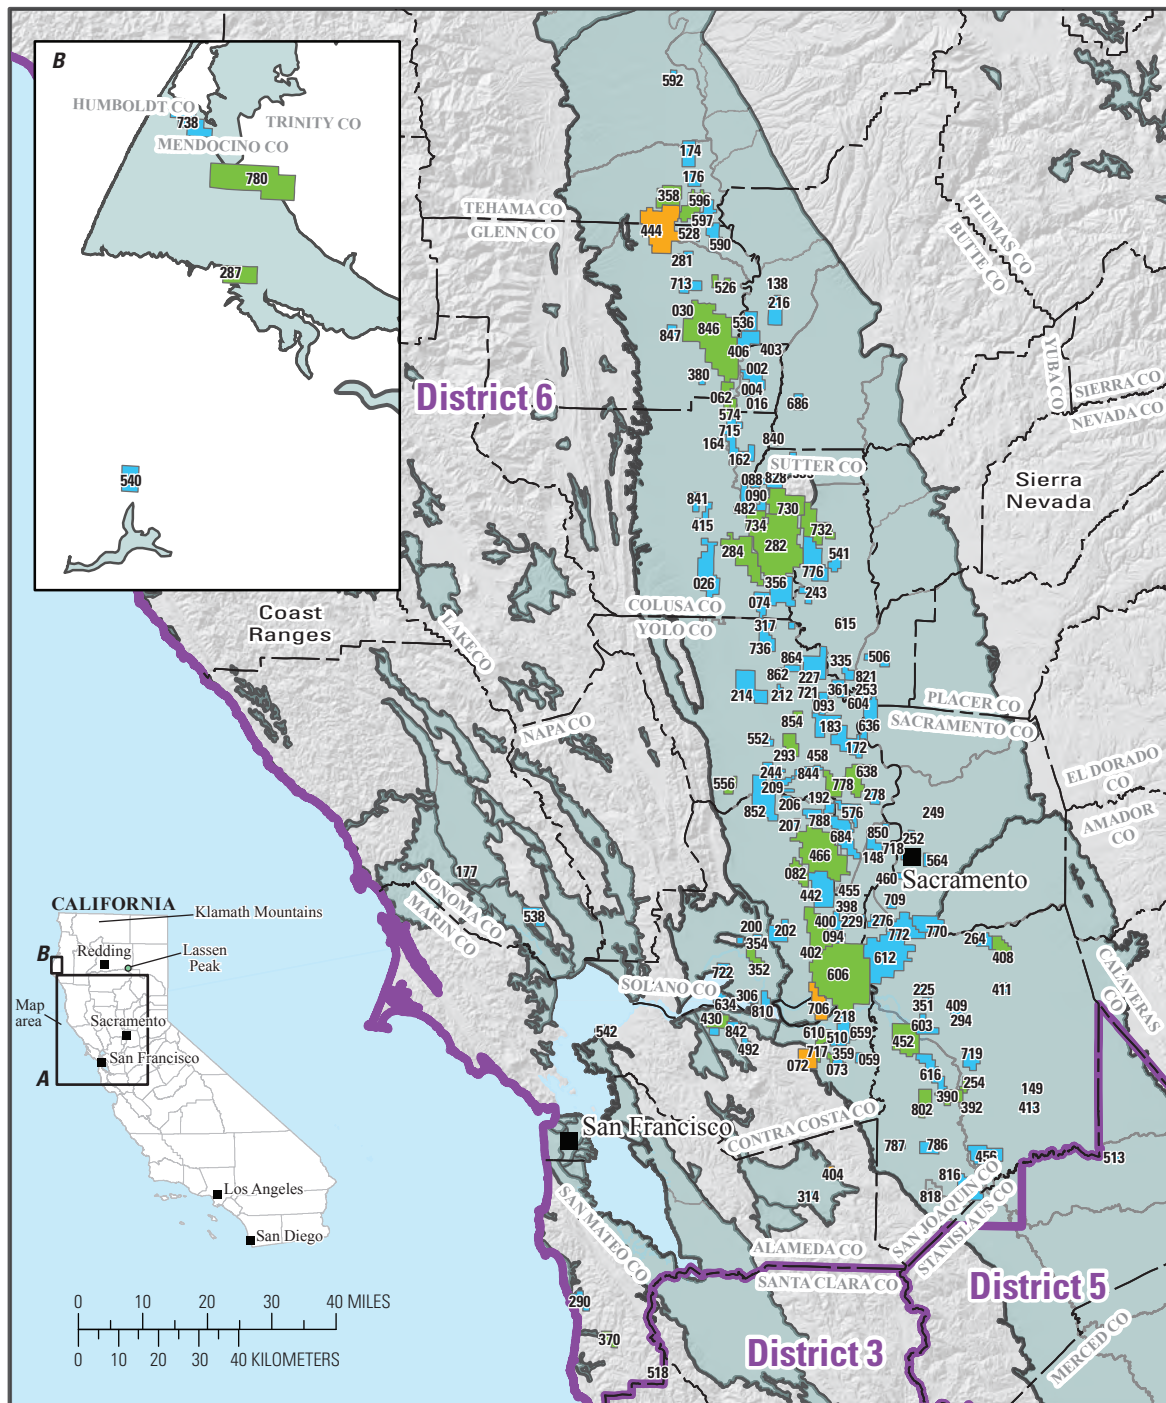 B
HUMBOLDT CO
738
TRINITY CO
MENDOCINO CO
780
287
540
592
174
176
358
596
TEHAMA CO
GLENN CO
444
528
597
590
281
713
526
138
216
030
846
536
847
406
403
380
002
004
062
016
686
574
715
164
840
162
PLUMAS CO
BUTTE CO
YUBA CO
SIERRA CO
NEVADA CO
District 6
SUTTER CO
088
828
090
841
482
730
415
734
732
284
282
541
776
026
356
243
074
COLUSA CO
YOLO CO
317
615
736
Sierra
Nevada
Coast
Ranges
LAKE CO
NAPA CO
864
335
506
862
227
821
214
212
721
361
253
093
604
PLACER CO
SACRAMENTO CO
854
183
636
552
293
458
172
EL DORADO
CO
AMADOR
CO
244
844
638
556
209
778
278
852
206
192
576
249
207
788
684
850
252
718
466
148
564
082
460
Sacramento
442
455
398
709
177
SONOMA CO
MARIN CO
538
200
202
400
229
276
354
094
772
770
264
402
408
352
606
612
722
SOLANO CO
225
411
306
634
810
706
351
409
218
603
294
430
842
610
510
659
452
542
492
717
359
059
719
072
073
616
254
149
390
802
392
413
CALAVERAS
CO
San Francisco
CONTRA COSTA CO
787
786
456
513
404
816
314
818
SAN JOAQUIN CO
STANISLAUS CO
SAN MATEO CO
ALAMEDA CO
SANTA CLARA CO
District 5
290
370
518
District 3
MERCED CO
CALIFORNIA
Klamath Mountains
Redding
Lassen
Peak
B
Map
area
Sacramento
San Francisco
A
Los Angeles
San Diego
0 10 20 30 40 MILES
0 10 20 30 40 KILOMETERS